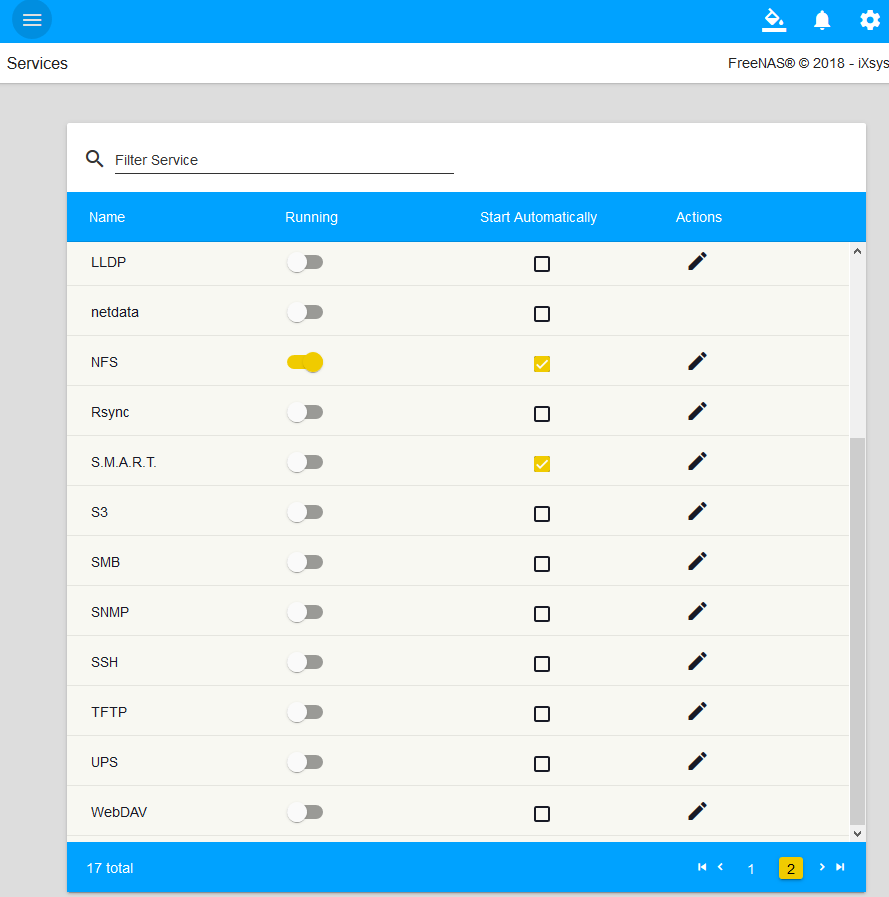 Services FreeNAS® © 2018 - iXsys
Filter Service
Name Running Start Automatically Actions
LLDP
netdata
NFS
Rsync
S.M.A.R.T.
S3
SMB
SNMP
SSH
TFTP
UPS
WebDAV
17 total 1 2